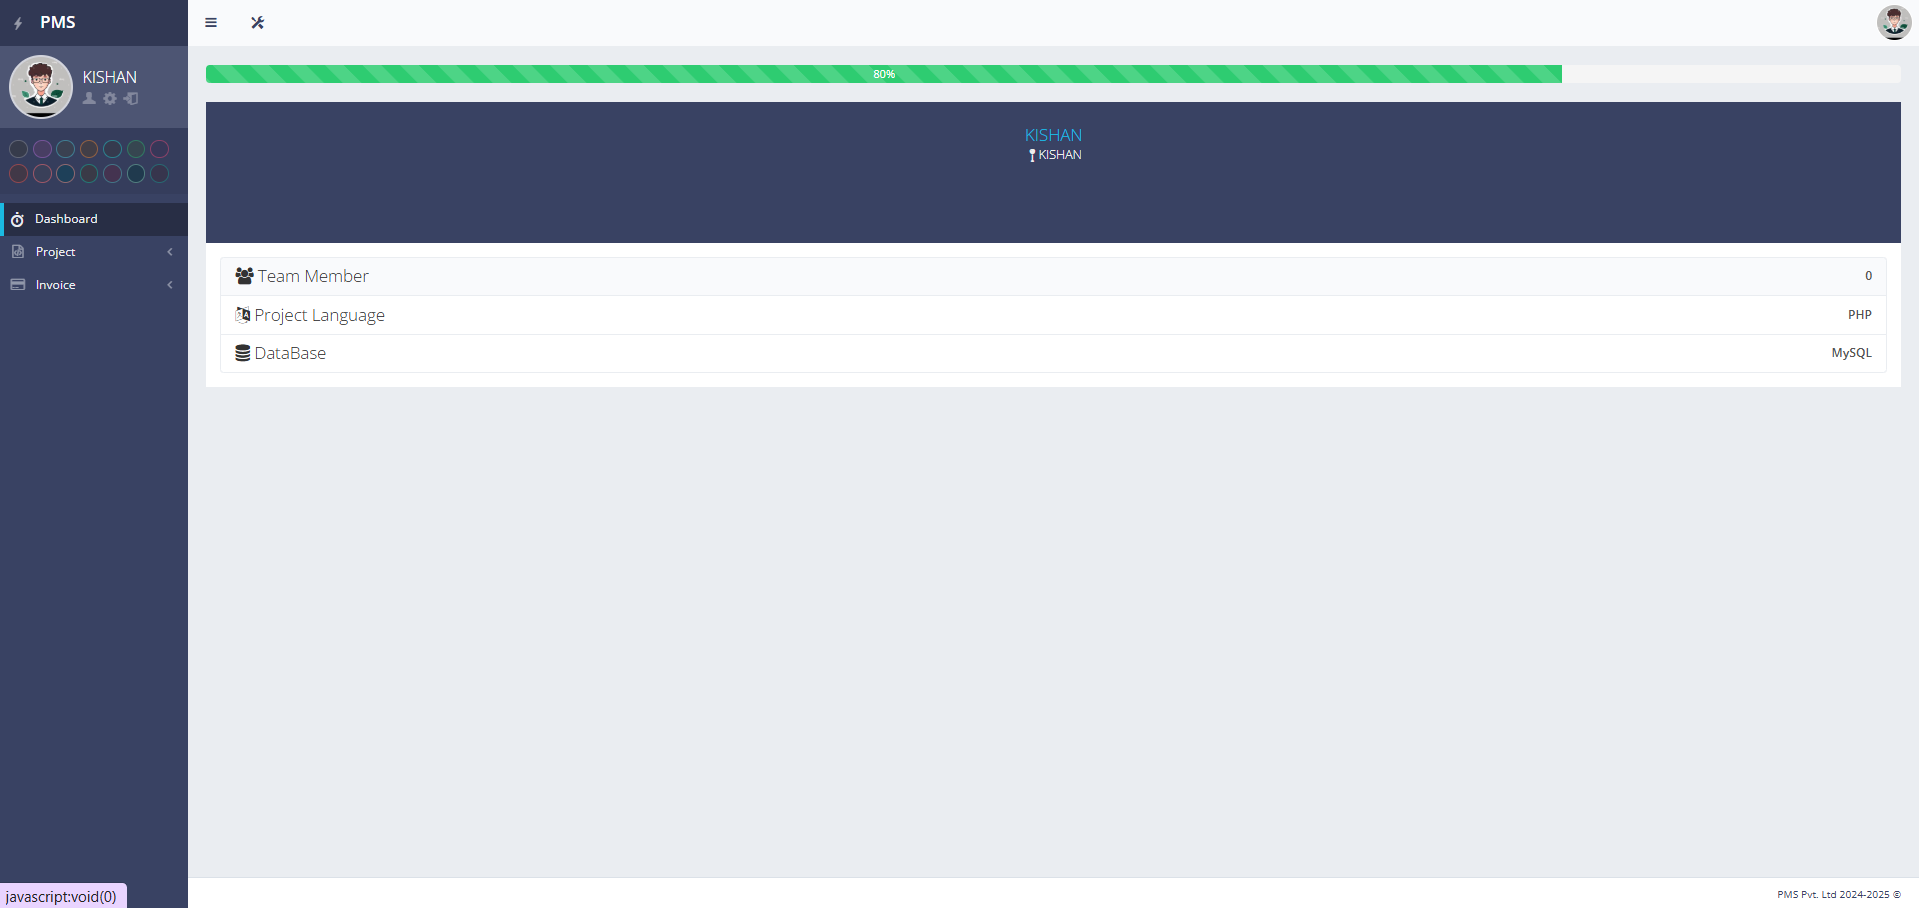 PMS
KISHAN
Dashboard
Project
Invoice
80%
KISHAN
KISHAN
Team Member 0
Project Language PHP
DataBase MySQL
javascript:void(0)
PMS Pvt. Ltd 2024-2025 ©